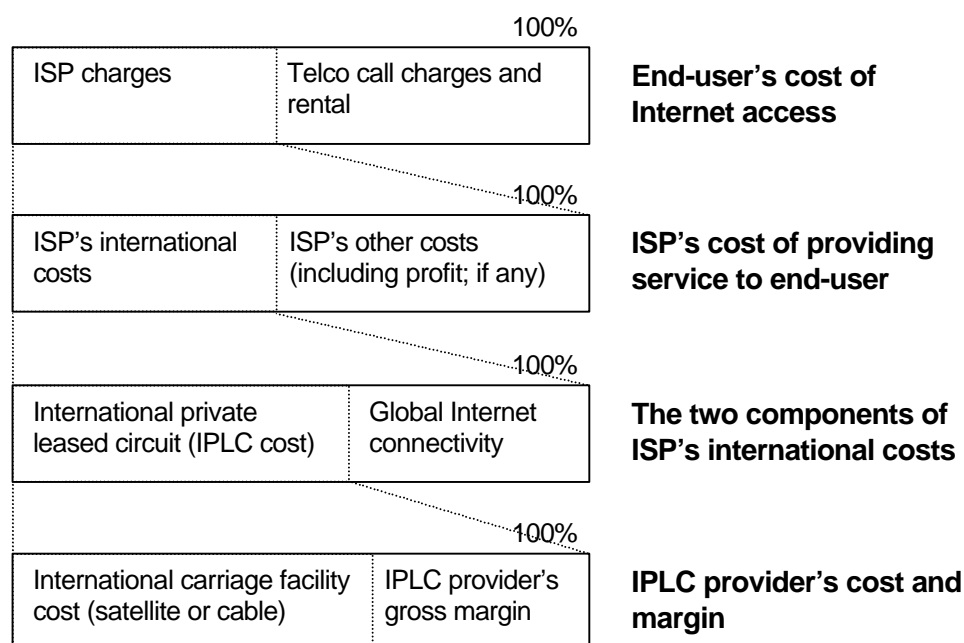 100%
ISP charges
Telco call charges and
rental
End-user’s cost of
Internet access
100%
ISP’s international
costs
ISP’s other costs
(including profit; if any)
ISP’s cost of providing
service to end-user
100%
International private
leased circuit (IPLC cost)
Global Internet
connectivity
The two components of
ISP’s international costs
100%
International carriage facility
cost (satellite or cable)
IPLC provider’s
gross margin
IPLC provider’s cost and
margin